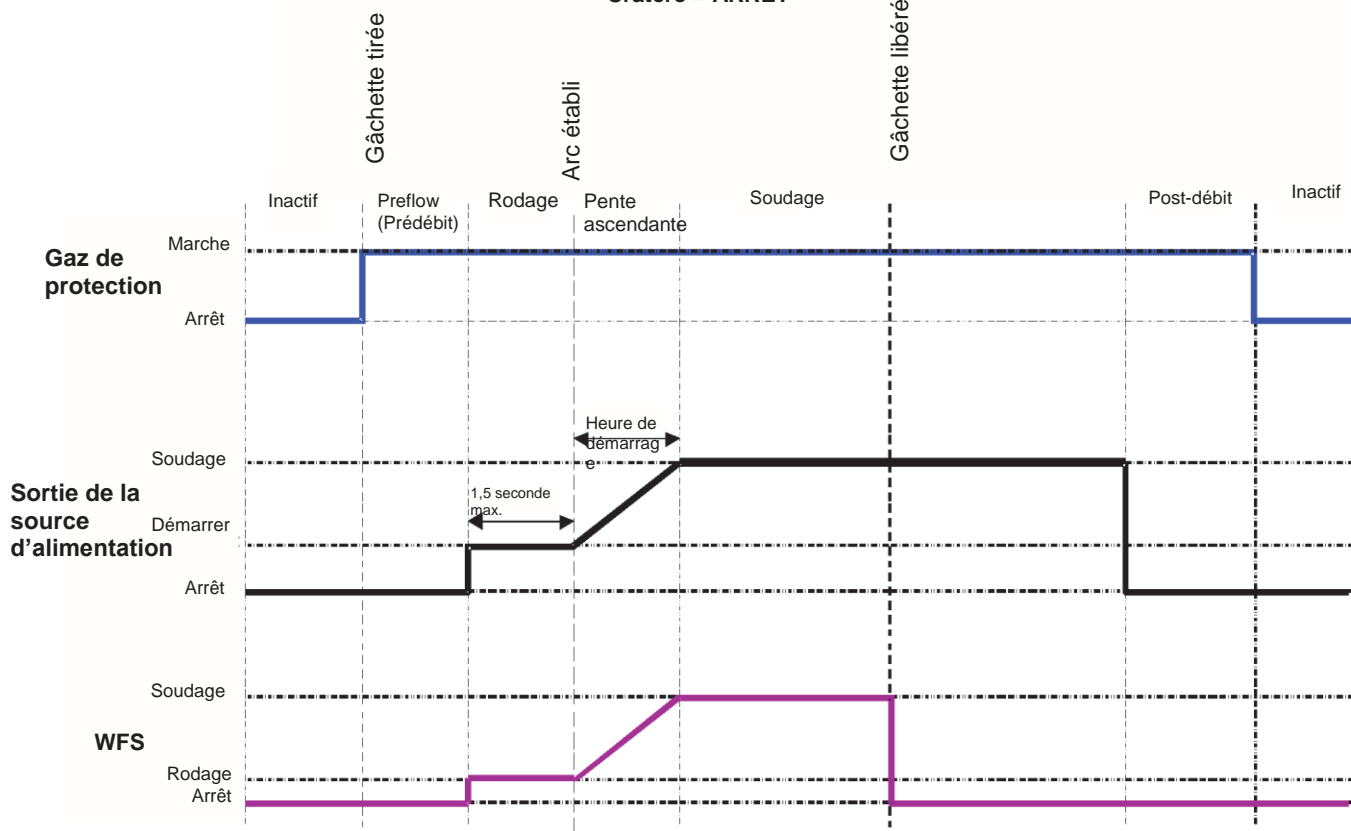 Gâchette tirée
Arc établi
Gâchette libéré
Inactif
Preflow
(Prédébit)
Rodage
Pente
ascendante
Soudage
Post-débit
Inactif
Gaz de
protection
Marche
Arrêt
Heure de
démarrag
e
Sortie de la
source
d'alimentation
Soudage
1,5 seconde
max.
Démarrer
Arrêt
WFS
Soudage
Rodage
Arrêt